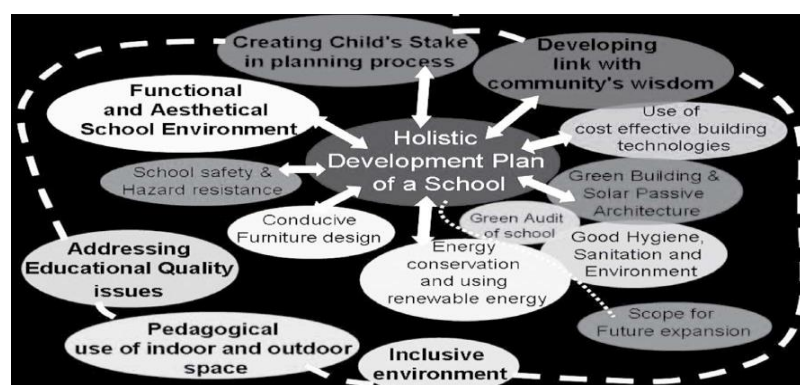 Creating Child's Stake
in planning process
Developing
link with
community's wisdom
Functional
and Aesthetical
School Environment
Use of
cost effective building
technologies
Holistic
Development Plan
of a School
School safety &
Hazard resistance
Green Building &
Solar Passive
Architecture
Conducive
Furniture design
Green Audit
of school
Good Hygiene,
Sanitation and
Environment
Energy
conservation
and using
renewable energy
Addressing
Educational Quality
issues
Scope for
Future expansion
Pedagogical
use of indoor and outdoor
space
Inclusive
environment